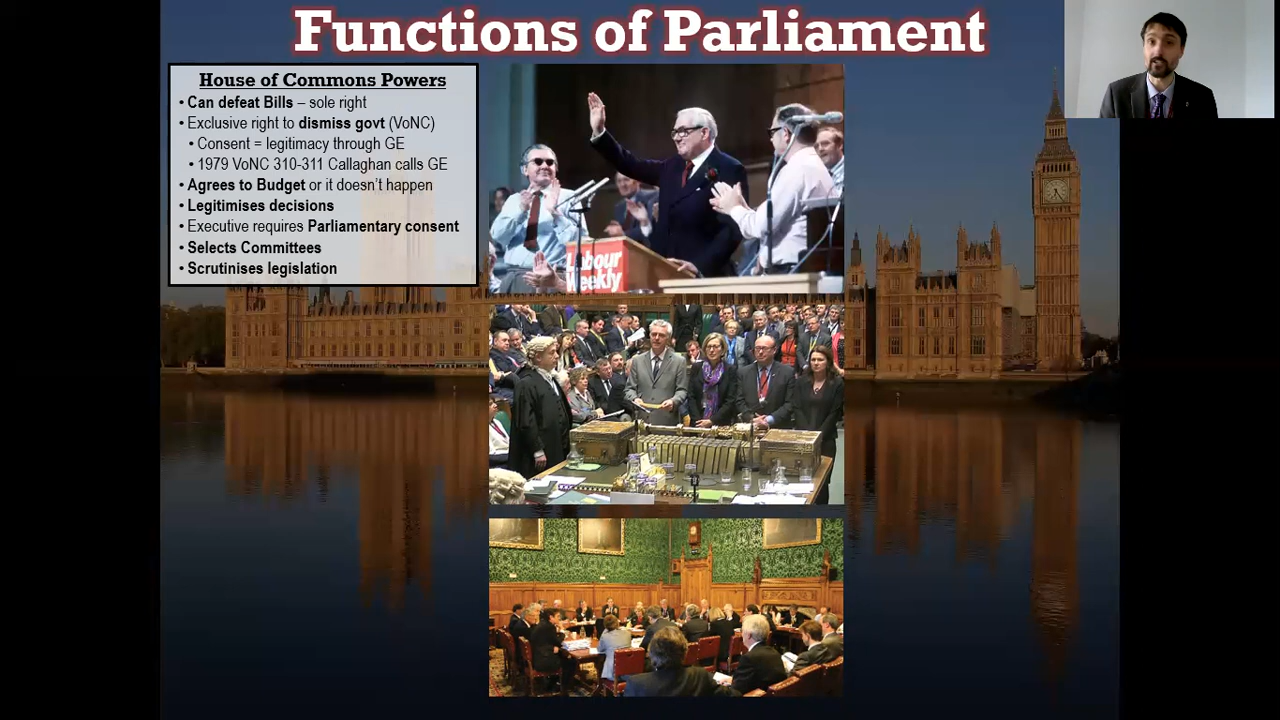 Functions of Parliament
House of Commons Powers
• Can defeat Bills – sole right
• Exclusive right to dismiss govt (VoNC)
• Consent = legitimacy through GE
• 1979 VoNC 310-311 Callaghan calls GE
• Agrees to Budget or it doesn't happen
• Legitimises decisions
• Executive requires Parliamentary consent
• Selects Committees
• Scrutinises legislation
Labour
Weekly